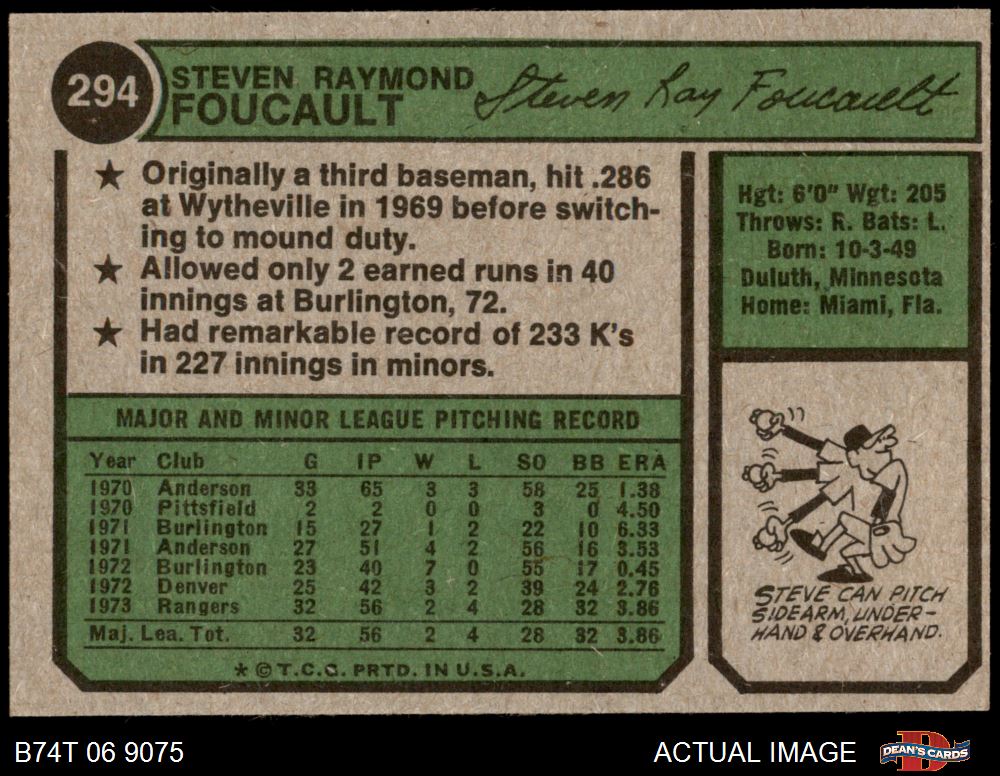 294
STEVEN RAYMOND
FOUCAULT
Steven Ray Foucault
★ Originally a third baseman, hit .286
at Wytheville in 1969 before switch-
ing to mound duty.
★ Allowed only 2 earned runs in 40
innings at Burlington, 72.
★ Had remarkable record of 233 K's
in 227 innings in minors.
Hgt: 6'0" Wgt: 205
Throws: R. Bats: L.
Born: 10-3-49
Duluth, Minnesota
Home: Miami, Fla.
MAJOR AND MINOR LEAGUE PITCHING RECORD
Year Club G IP W L SO BB ERA
1970 Anderson 33 65 3 3 58 25 1.38
1970 Pittsfield 2 2 0 0 3 0 4.50
1971 Burlington 15 27 1 2 22 10 6.33
1971 Anderson 27 51 4 2 56 16 3.53
1972 Burlington 23 40 7 0 55 17 0.45
1972 Denver 25 42 3 2 39 24 2.76
1973 Rangers 32 56 2 4 28 32 3.86
Maj. Lea. Tot. 32 56 2 4 28 32 3.86
* © T.C.G. PRTD. IN U.S.A.
STEVE CAN PITCH
SIDEARM, UNDER-
HAND & OVERHAND.
B74T 06 9075
ACTUAL IMAGE
D
DEAN'S CARDS